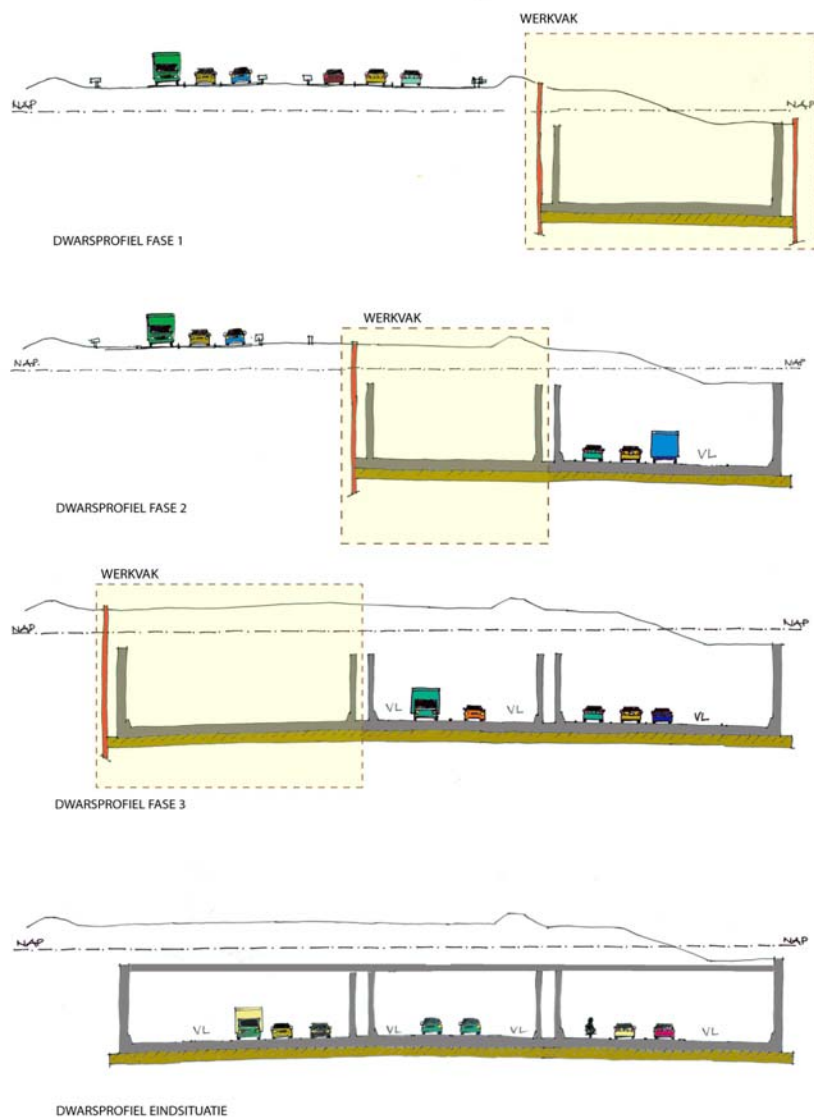 WERKVAK
NAP
NAP
DWARSPROFIEL FASE 1
WERKVAK
NAP.
NAP
VL
DWARSPROFIEL FASE 2
WERKVAK
NAP
NAP
VL
VL
VL
DWARSPROFIEL FASE 3
NAP
NAP
VL
VL
VL
VL
DWARSPROFIEL EINDSITUATIE